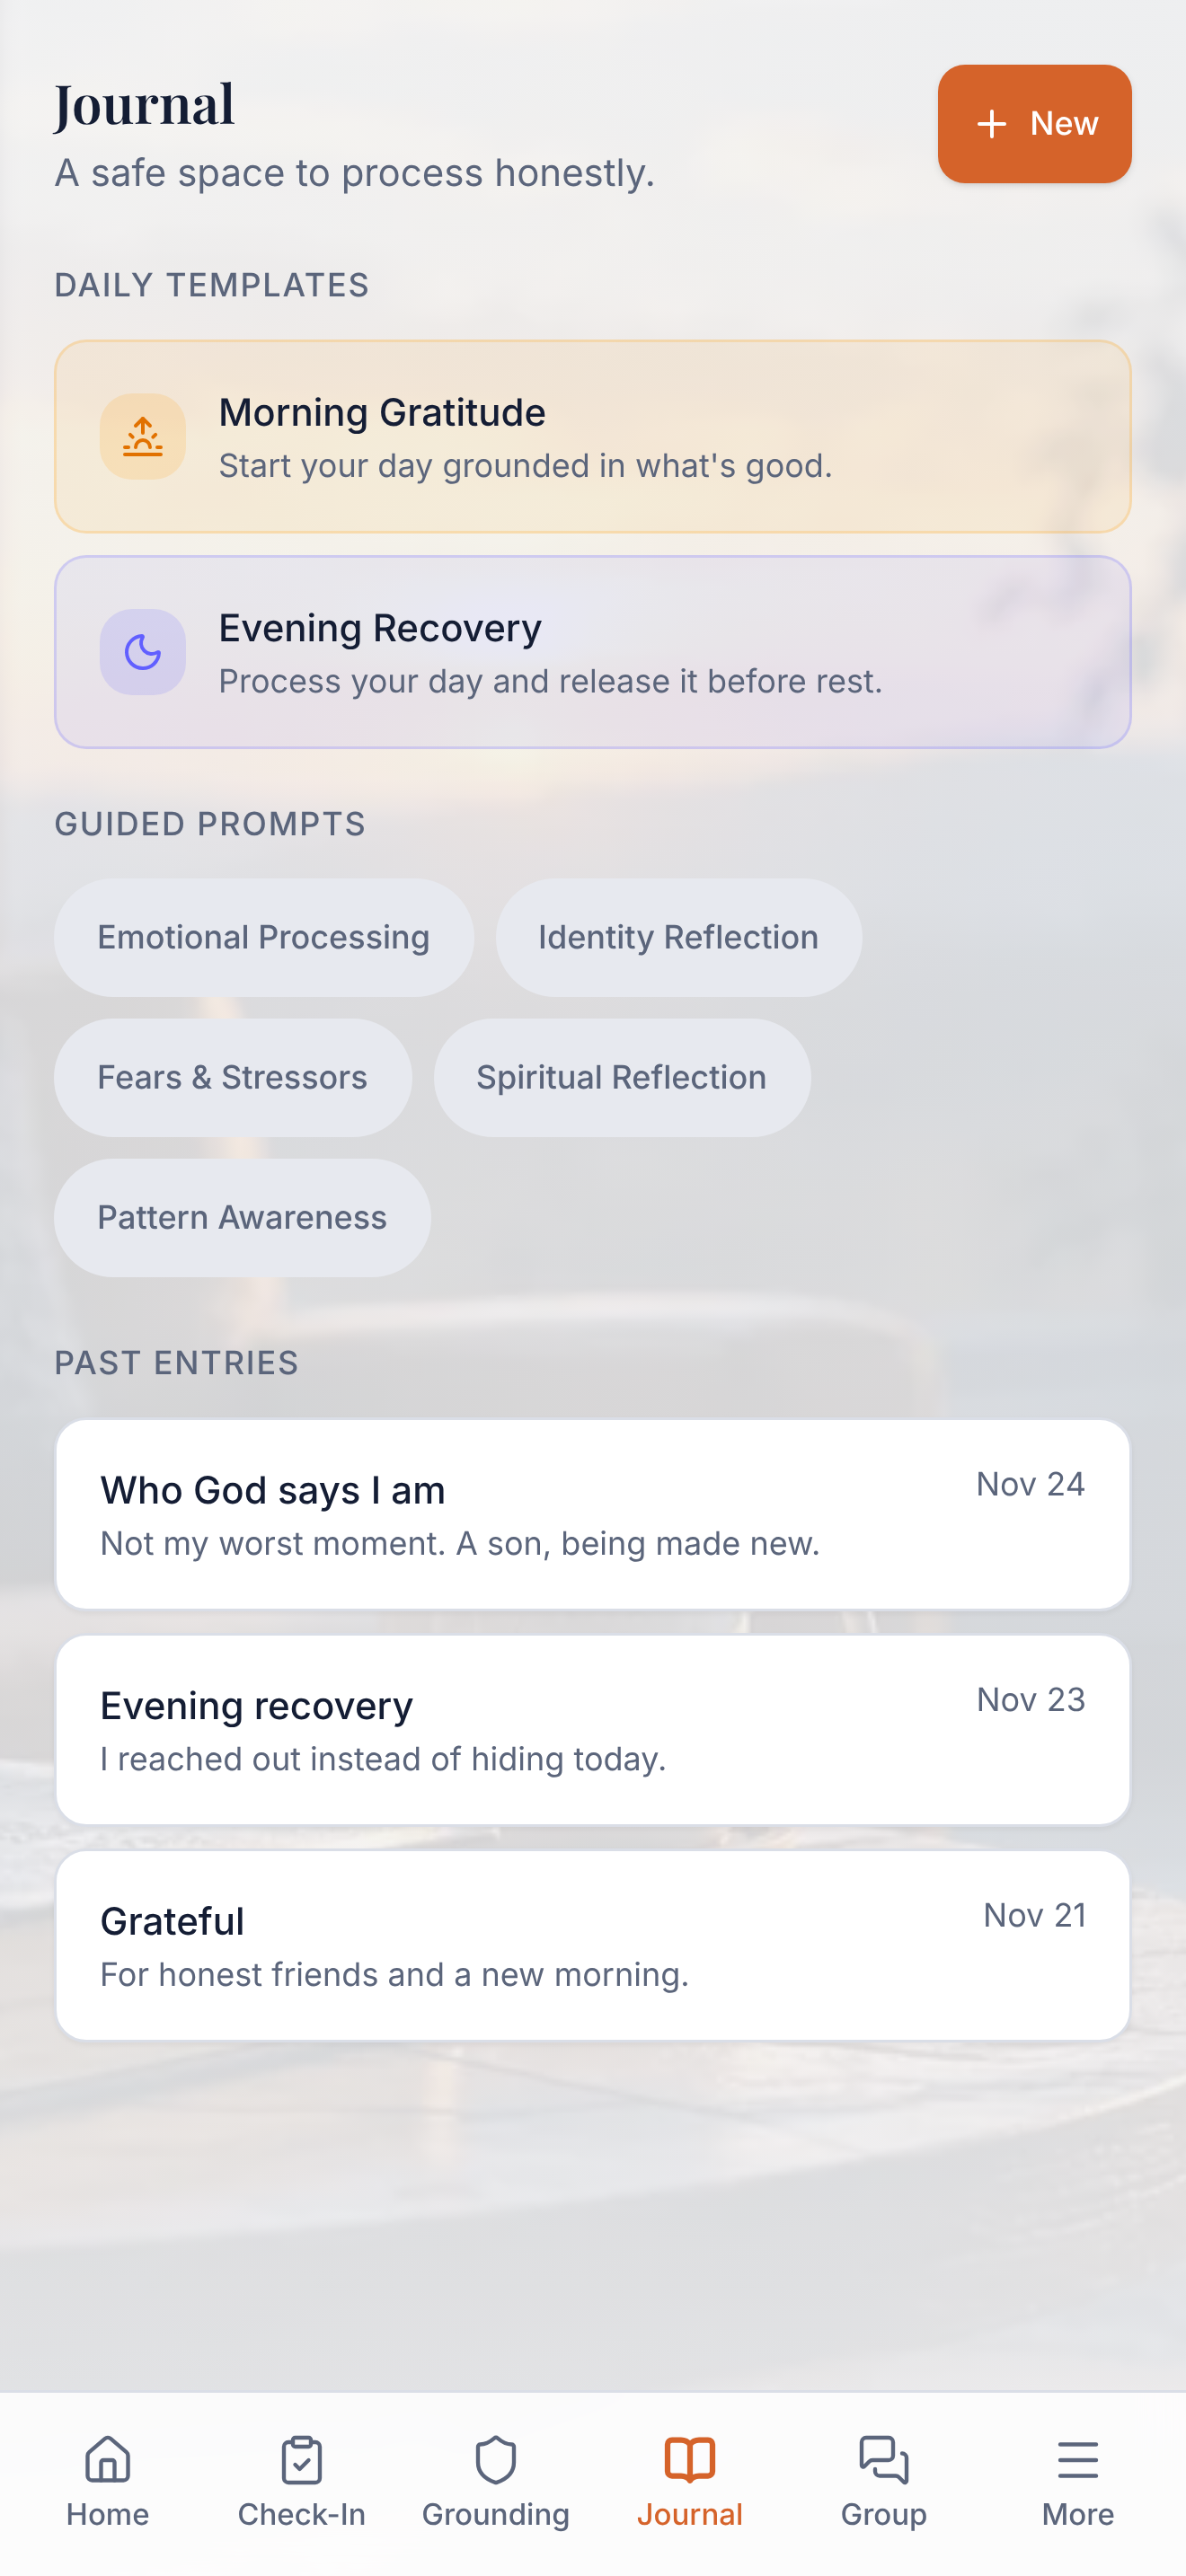 Journal
New
A safe space to process honestly.
DAILY TEMPLATES
Morning Gratitude
Start your day grounded in what's good.
Evening Recovery
Process your day and release it before rest.
GUIDED PROMPTS
Emotional Processing
Identity Reflection
Fears & Stressors
Spiritual Reflection
Pattern Awareness
PAST ENTRIES
Who God says I am
Nov 24
Not my worst moment. A son, being made new.
Evening recovery
Nov 23
I reached out instead of hiding today.
Grateful
Nov 21
For honest friends and a new morning.
Home
Check-In
Grounding
Journal
Group
More